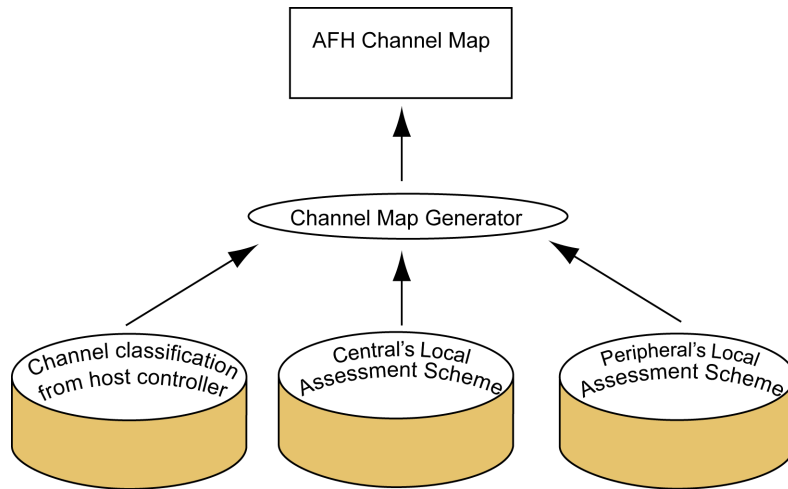 AFH Channel Map
Channel Map Generator
Channel classification
from host controller
Central's Local
Assessment Scheme
Peripheral's Local
Assessment Scheme